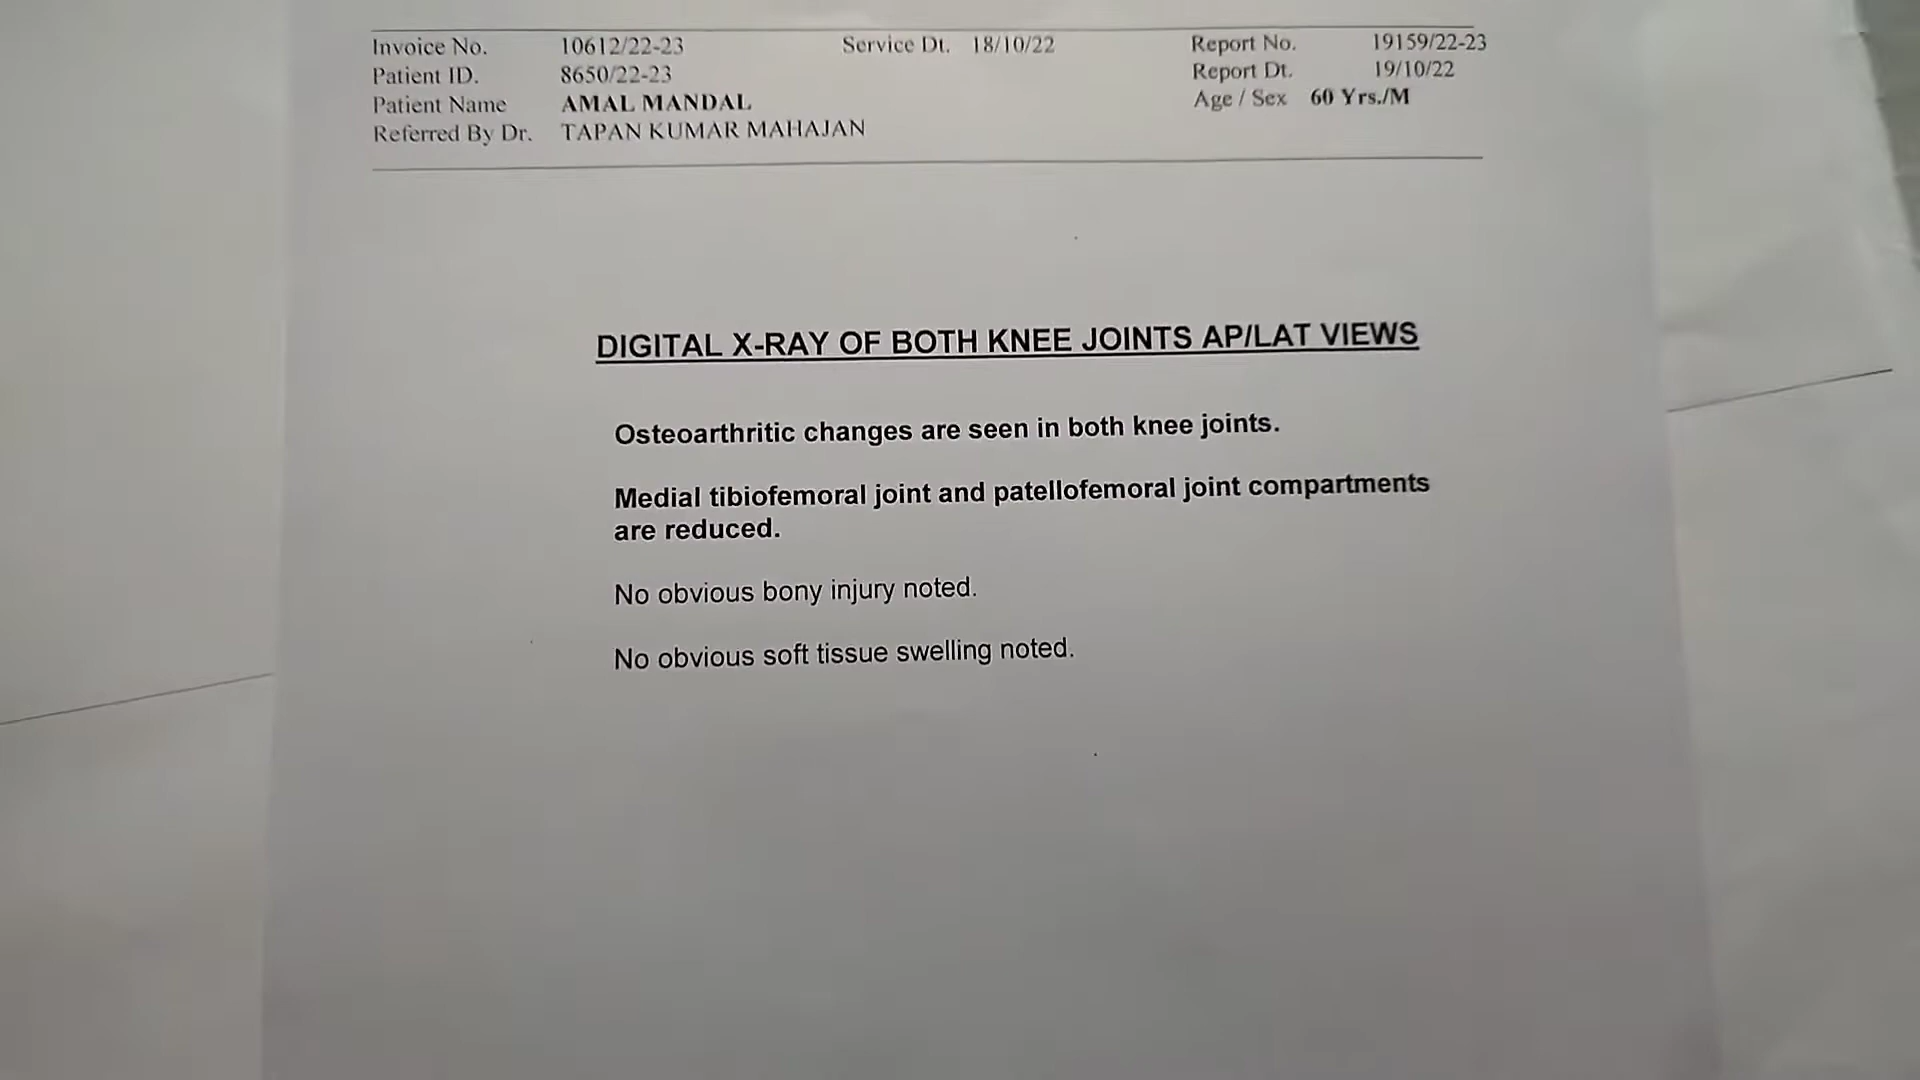 Invoice No. 10612/22-23 Service Dt. 18/10/22 Report No. 19159/22-23
Patient ID. 8650/22-23 Report Dt. 19/10/22
Patient Name AMAL MANDAL Age / Sex 60 Yrs./M
Referred By Dr. TAPAN KUMAR MAHAJAN
DIGITAL X-RAY OF BOTH KNEE JOINTS AP/LAT VIEWS
Osteoarthritic changes are seen in both knee joints.
Medial tibiofemoral joint and patellofemoral joint compartments
are reduced.
No obvious bony injury noted.
No obvious soft tissue swelling noted.